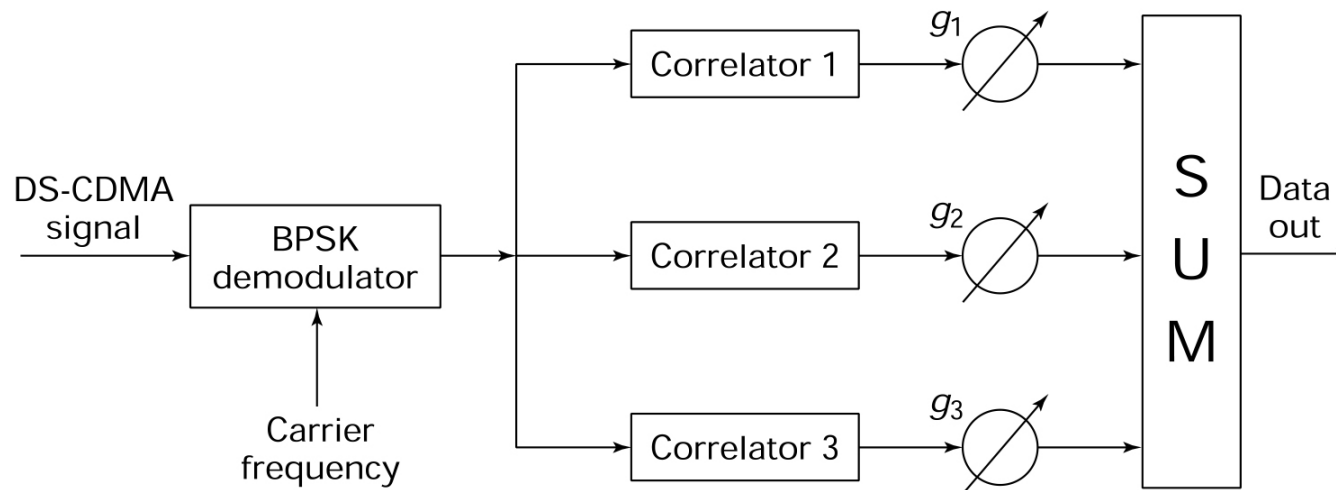 DS-CDMA
signal
BPSK
demodulator
Carrier
frequency
Correlator 1
g1
Correlator 2
g2
Correlator 3
g3
S
U
M
Data
out